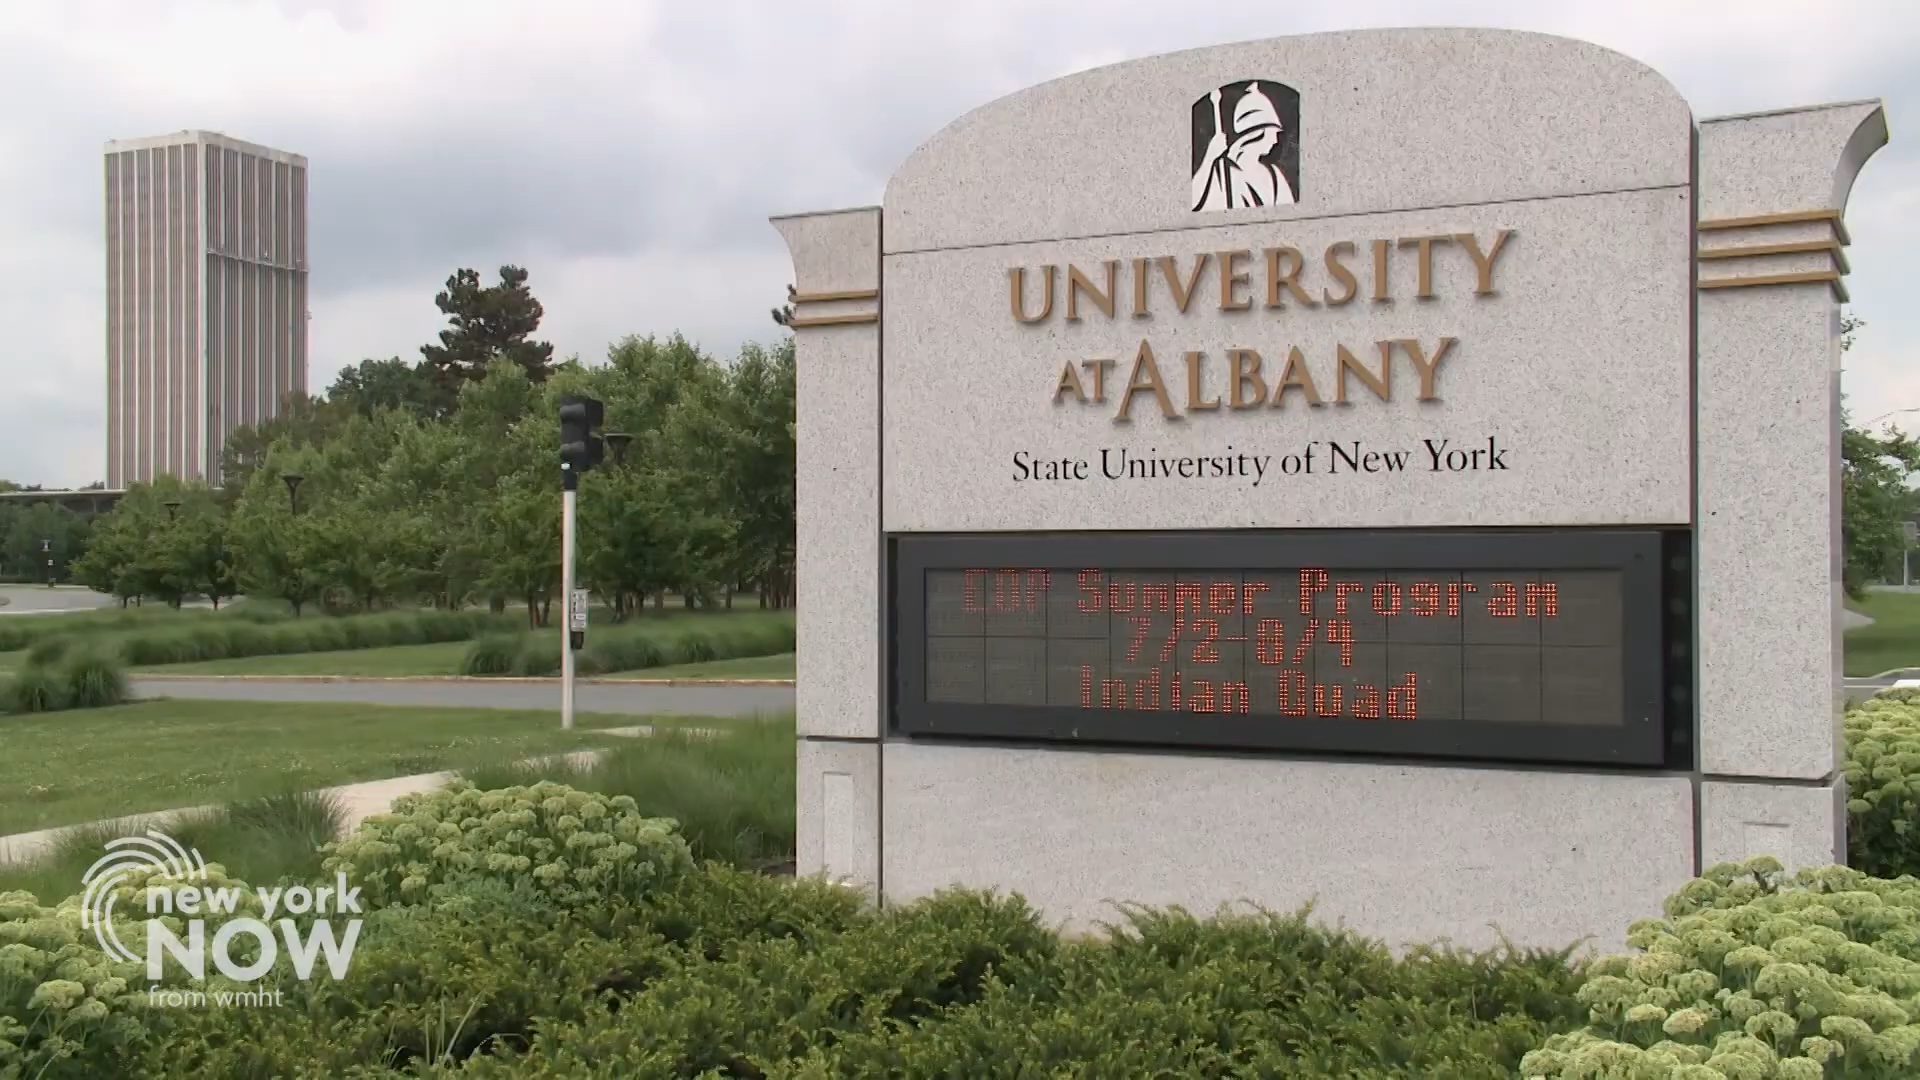 UNIVERSITY
AT ALBANY
State University of New York
EOP Summer Program
7/2-8/4
Indian Quad
new york
NOW
from wmht